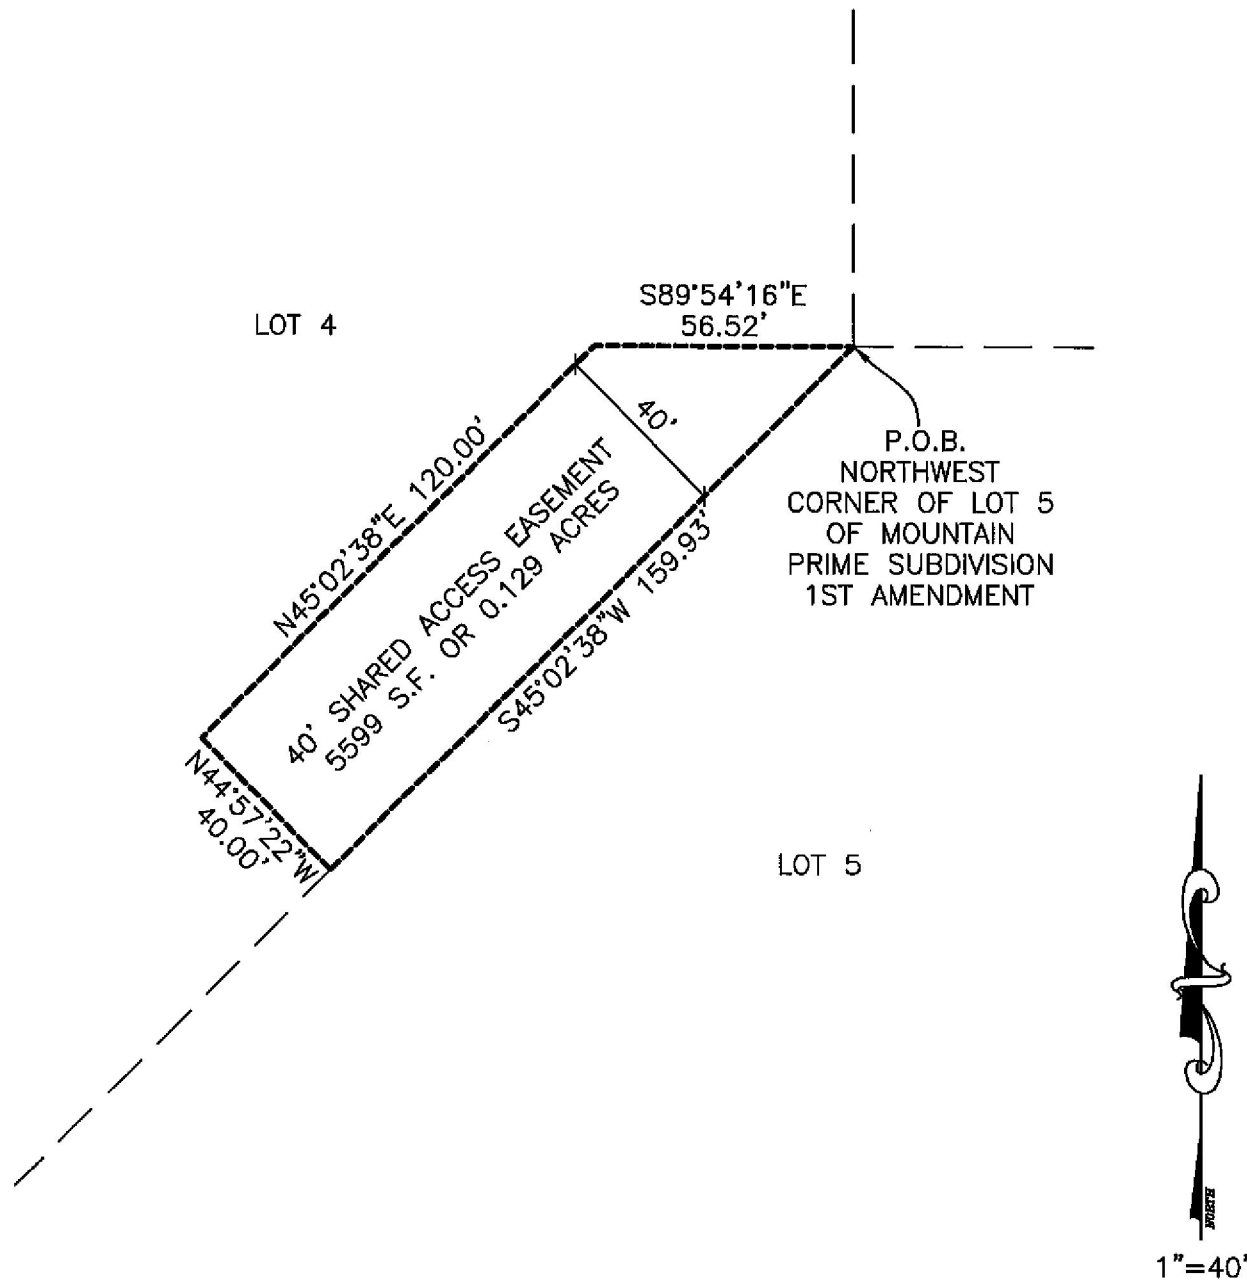 LOT 4
S89°54'16"E
56.52'
40'
P.O.B.
NORTHWEST
CORNER OF LOT 5
OF MOUNTAIN
PRIME SUBDIVISION
1ST AMENDMENT
N45°02'38"E 120.00'
40' SHARED ACCESS EASEMENT
5599 S.F. OR 0.129 ACRES
S45°02'38"W 159.93'
N44°57'22"W
40.00'
LOT 5
NORTH
1"=40'